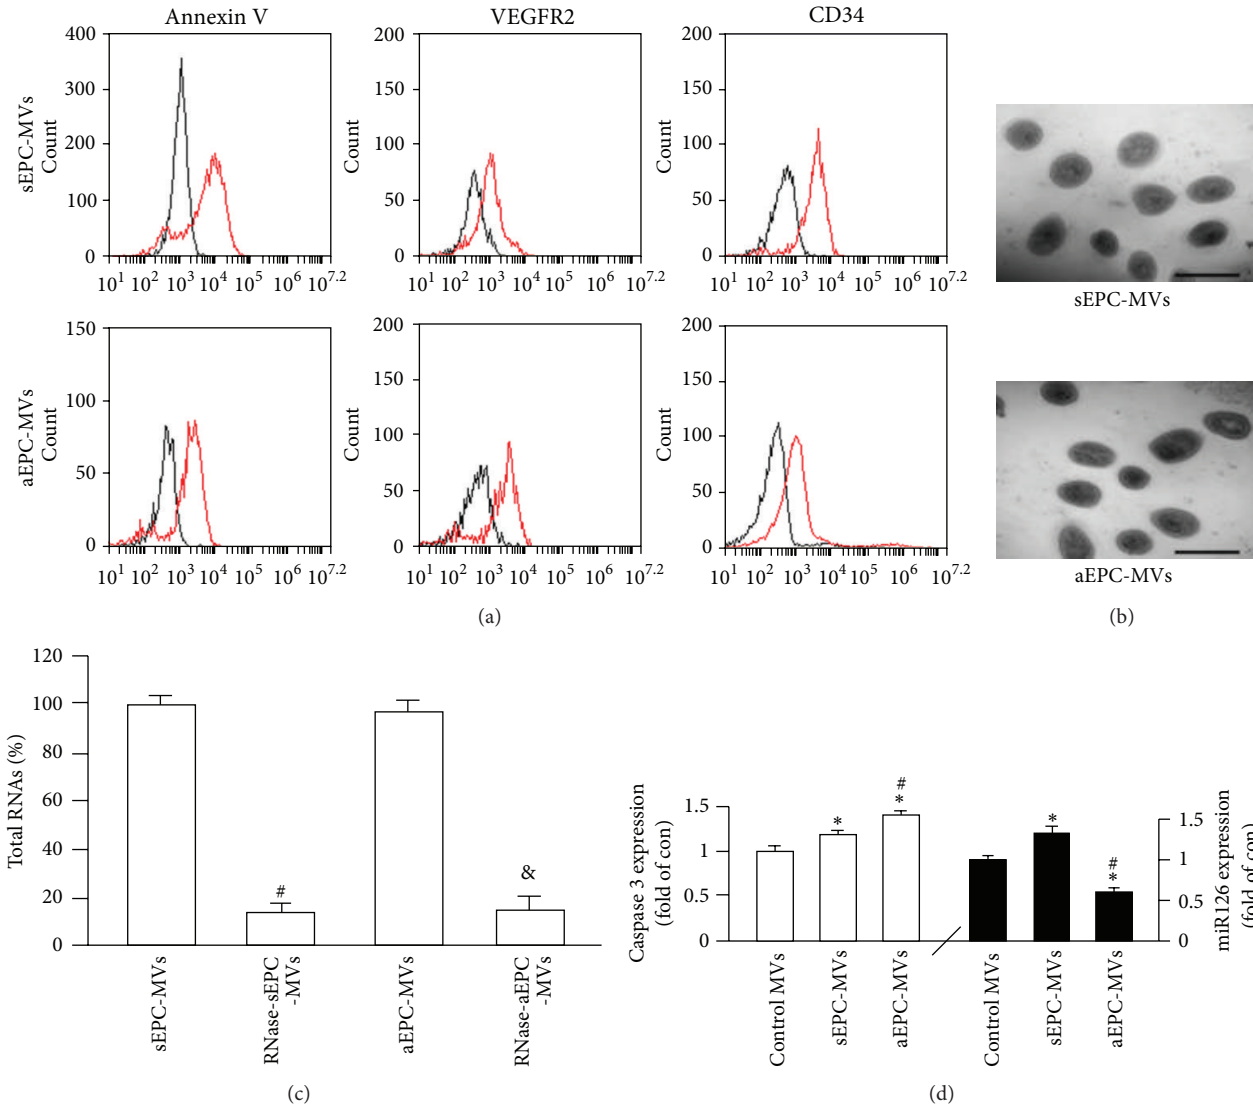 Annexin V
VEGFR2
CD34
sEPC-MVs
Count
400
300
200
100
0
10^1 10^2 10^3 10^4 10^5 10^6 10^7.2
Count
200
150
100
50
0
10^1 10^2 10^3 10^4 10^5 10^6 10^7.2
Count
200
150
100
50
0
10^1 10^2 10^3 10^4 10^5 10^6 10^7.2
sEPC-MVs
aEPC-MVs
Count
150
100
50
0
10^1 10^2 10^3 10^4 10^5 10^6 10^7.2
Count
200
150
100
50
0
10^1 10^2 10^3 10^4 10^5 10^6 10^7.2
Count
200
150
100
50
0
10^1 10^2 10^3 10^4 10^5 10^6 10^7.2
aEPC-MVs
(a)
(b)
Total RNAs (%)
120
100
80
60
40
20
0
#
&
sEPC-MVs
RNase-sEPC
-MVs
aEPC-MVs
RNase-aEPC
-MVs
(c)
Caspase 3 expression
(fold of con)
1.5
1
0.5
0
*
#
*
*
#
*
1.5
1
0.5
0
miR126 expression
(fold of con)
Control MVs
sEPC-MVs
aEPC-MVs
Control MVs
sEPC-MVs
aEPC-MVs
(d)